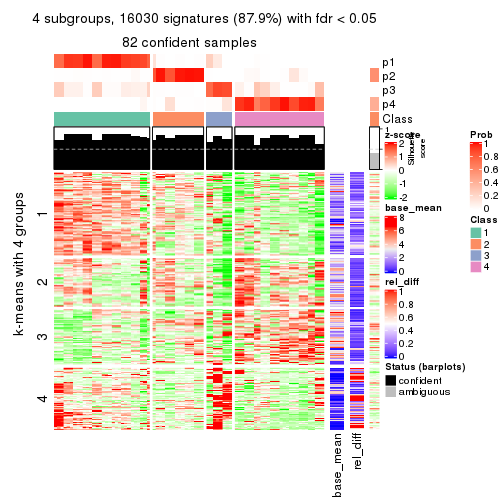 4 subgroups, 16030 signatures (87.9%) with fdr < 0.05
82 confident samples
p1
p2
p3
p4
Class
1
Silhouette
score
k-means with 4 groups
1
2
3
4
base_mean
rel_diff
z-score
2
1
0
-1
-2
base_mean
8
6
4
2
0
rel_diff
1
0.8
0.6
0.4
0.2
0
Status (barplots)
confident
ambiguous
Prob
1
0.8
0.6
0.4
0.2
0
Class
1
2
3
4